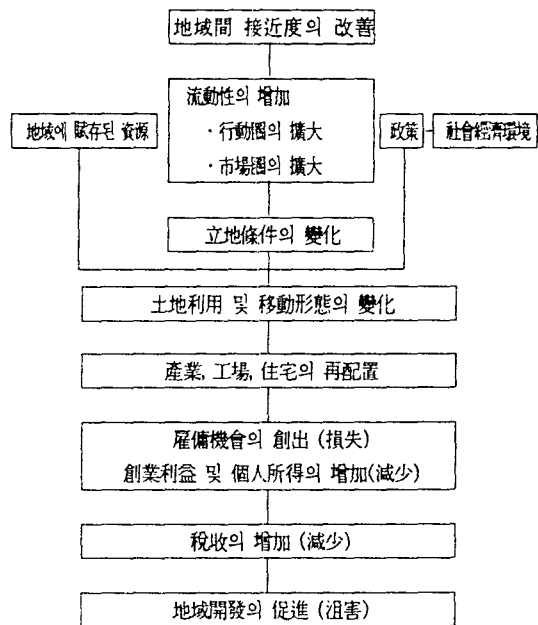 地域間 接近度의 改善
流動性의 增加
・行動圈의 擴大
・市場圈의 擴大
地域에 賦存된 資源
政策
社會經濟環境
立地條件의 變化
土地利用 및 移動形態의 變化
產業, 工場, 住宅의 再配置
雇傭機會의 創出 (損失)
創業利益 및 個人所得의 增加(減少)
稅收의 增加 (減少)
地域開發의 促進 (沮害)